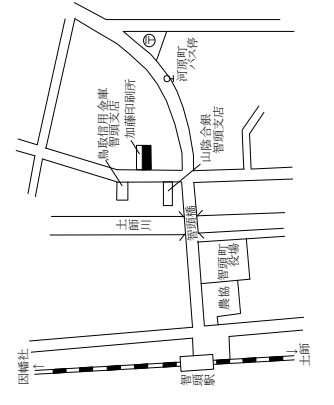 河原町
バス停
鳥取信用金庫
智頭支店
加藤印刷所
山陰合銀
智頭支店
土師川
智頭橋
智頭町
役場
農協
因幡社
智頭駅
土師